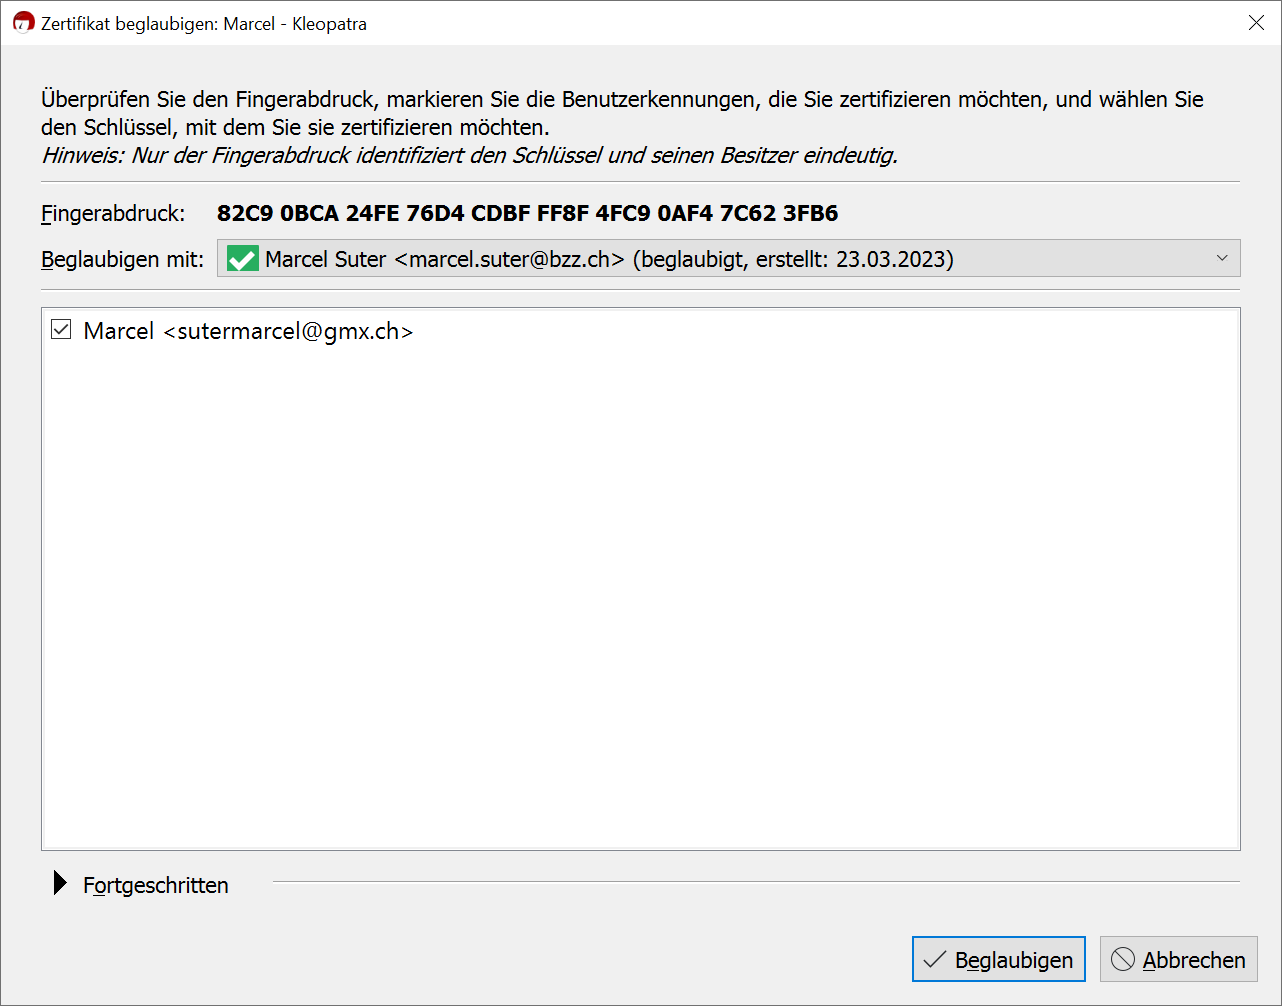 Zertifikat beglaubigen: Marcel - Kleopatra
Überprüfen Sie den Fingerabdruck, markieren Sie die Benutzerkennungen, die Sie zertifizieren möchten, und wählen Sie
den Schlüssel, mit dem Sie sie zertifizieren möchten.
Hinweis: Nur der Fingerabdruck identifiziert den Schlüssel und seinen Besitzer eindeutig.
Fingerabdruck: 82C9 0BCA 24FE 76D4 CDBF FF8F 4FC9 0AF4 7C62 3FB6
Beglaubigen mit: Marcel Suter <marcel.suter@bzz.ch> (beglaubigt, erstellt: 23.03.2023)
Marcel <sutermarcel@gmx.ch>
Fortgeschritten
Beglaubigen Abbrechen